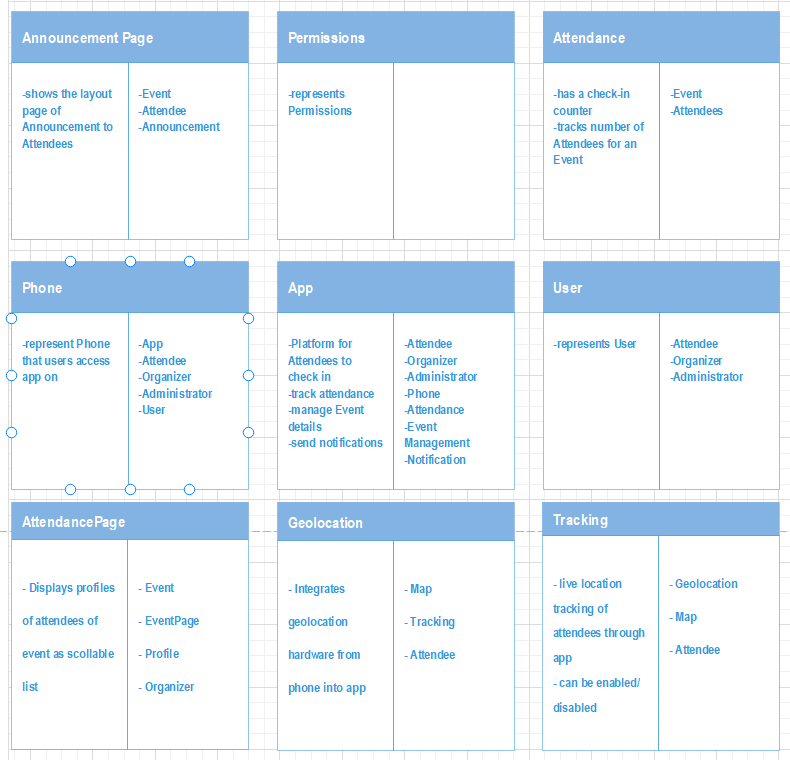 Announcement Page
-shows the layout
page of
Announcement to
Attendees
-Event
-Attendee
-Announcement
Permissions
-represents
Permissions
Attendance
-has a check-in
counter
-tracks number of
Attendees for an
Event
-Event
-Attendees
Phone
-represent Phone
that users access
app on
-App
-Attendee
-Organizer
-Administrator
-User
App
-Platform for
Attendees to
check in
-track attendance
-manage Event
details
-send notifications
-Attendee
-Organizer
-Administrator
-Phone
-Attendance
-Event
Management
-Notification
User
-represents User
-Attendee
-Organizer
-Administrator
AttendancePage
- Displays profiles
of attendees of
event as scollable
list
- Event
- EventPage
- Profile
- Organizer
Geolocation
- Integrates
geolocation
hardware from
phone into app
- Map
- Tracking
- Attendee
Tracking
- live location
tracking of
attendees through
app
- can be enabled/
disabled
- Geolocation
- Map
- Attendee